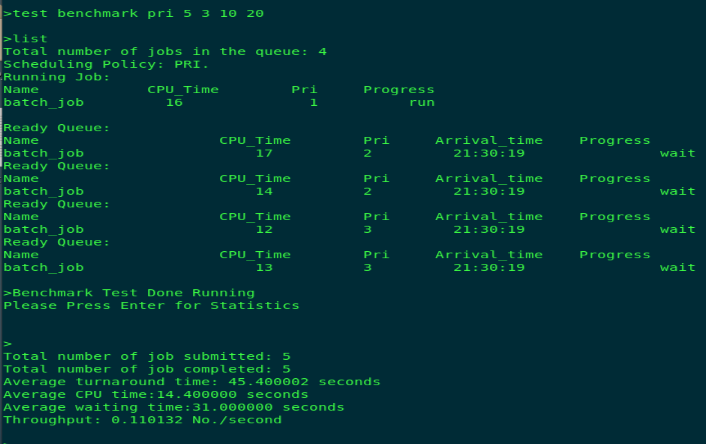 >test benchmark pri 5 3 10 20
>list
Total number of jobs in the queue: 4
Scheduling Policy: PRI.
Running Job:
Name CPU_Time Pri Progress
batch_job 16 1 run
Ready Queue:
Name CPU_Time Pri Arrival_time Progress
batch_job 17 2 21:30:19 wait
Ready Queue:
Name CPU_Time Pri Arrival_time Progress
batch_job 14 2 21:30:19 wait
Ready Queue:
Name CPU_Time Pri Arrival_time Progress
batch_job 12 3 21:30:19 wait
Ready Queue:
Name CPU_Time Pri Arrival_time Progress
batch_job 13 3 21:30:19 wait
>Benchmark Test Done Running
Please Press Enter for Statistics
>
Total number of job submitted: 5
Total number of job completed: 5
Average turnaround time: 45.400002 seconds
Average CPU time:14.400000 seconds
Average waiting time:31.000000 seconds
Throughput: 0.110132 No./second